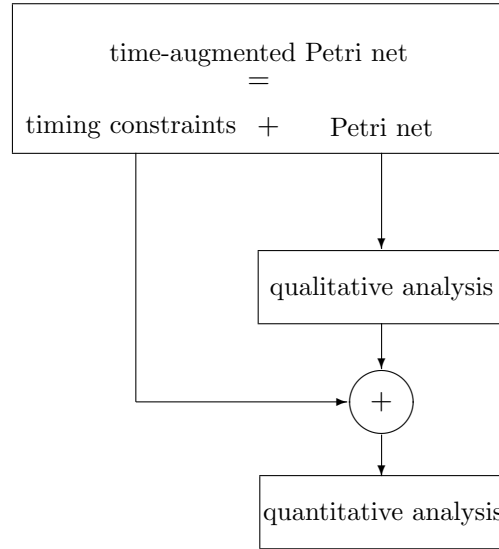 time-augmented Petri net
=
timing constraints + Petri net
qualitative analysis
+
quantitative analysis